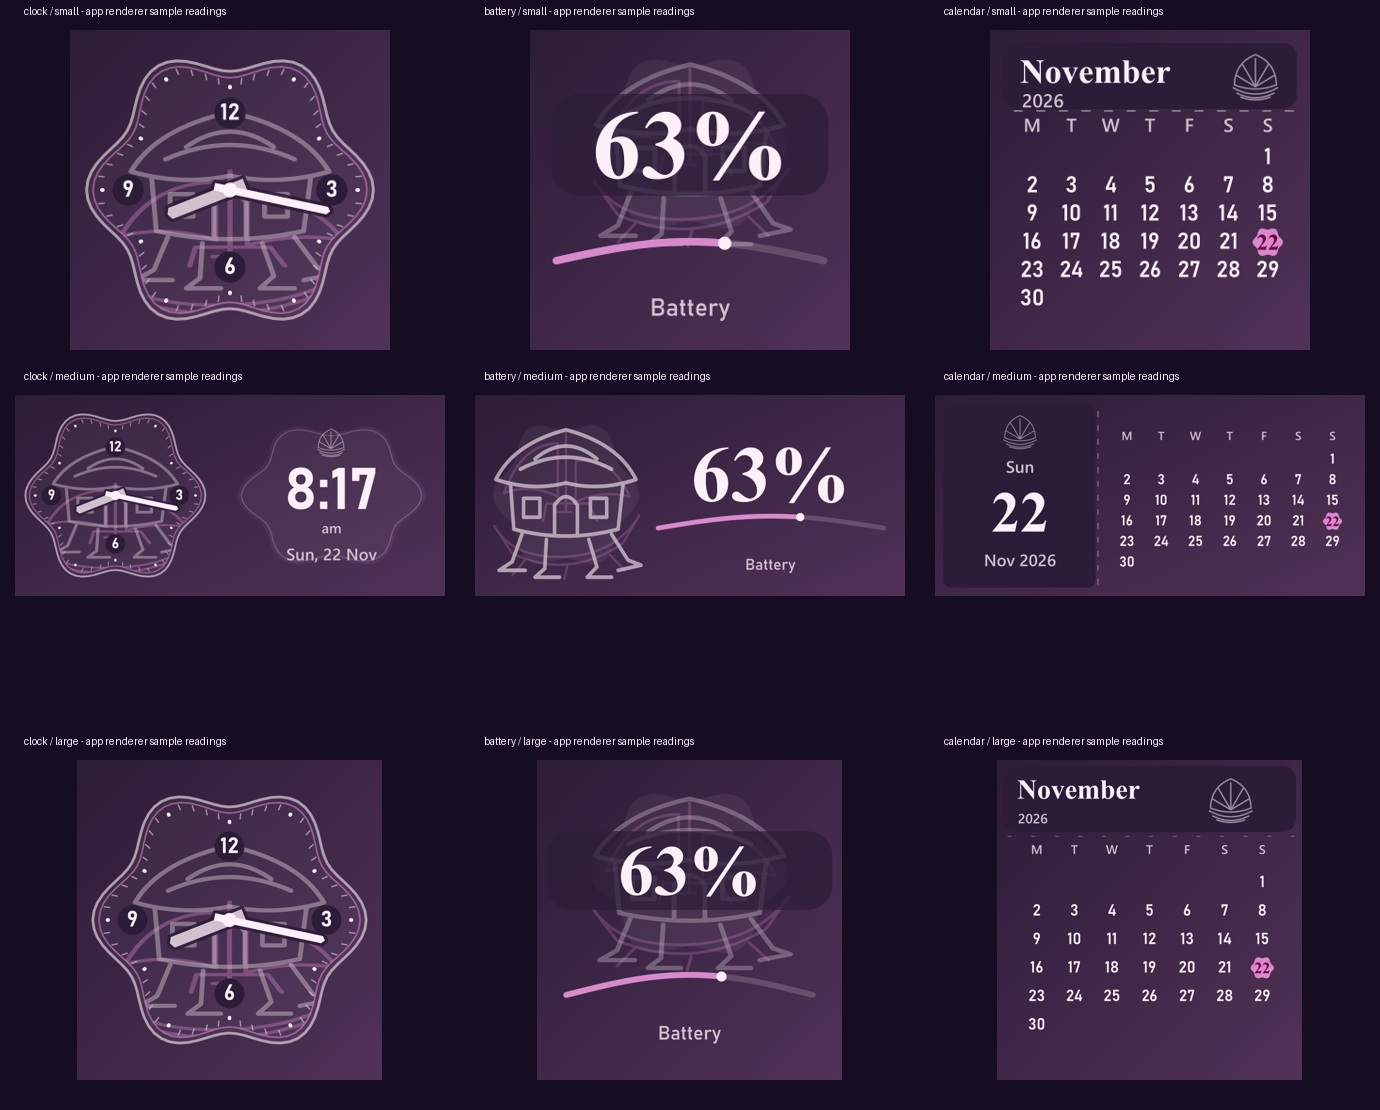 clock / small - app renderer sample readings
12
9
3
6
battery / small - app renderer sample readings
63%
Battery
calendar / small - app renderer sample readings
November
2026
M T W T F S S
1
2 3 4 5 6 7 8
9 10 11 12 13 14 15
16 17 18 19 20 21 22
23 24 25 26 27 28 29
30
clock / medium - app renderer sample readings
12
9
3
6
8:17
am
Sun, 22 Nov
battery / medium - app renderer sample readings
63%
Battery
calendar / medium - app renderer sample readings
Sun
22
Nov 2026
M T W T F S S
1
2 3 4 5 6 7 8
9 10 11 12 13 14 15
16 17 18 19 20 21 22
23 24 25 26 27 28 29
30
clock / large - app renderer sample readings
12
9
3
6
battery / large - app renderer sample readings
63%
Battery
calendar / large - app renderer sample readings
November
2026
M T W T F S S
1
2 3 4 5 6 7 8
9 10 11 12 13 14 15
16 17 18 19 20 21 22
23 24 25 26 27 28 29
30